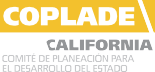 COPLADE
CALIFORNIA
COMITE DE PLANEACION PARA
EL DESARROLLO DEL ESTADO